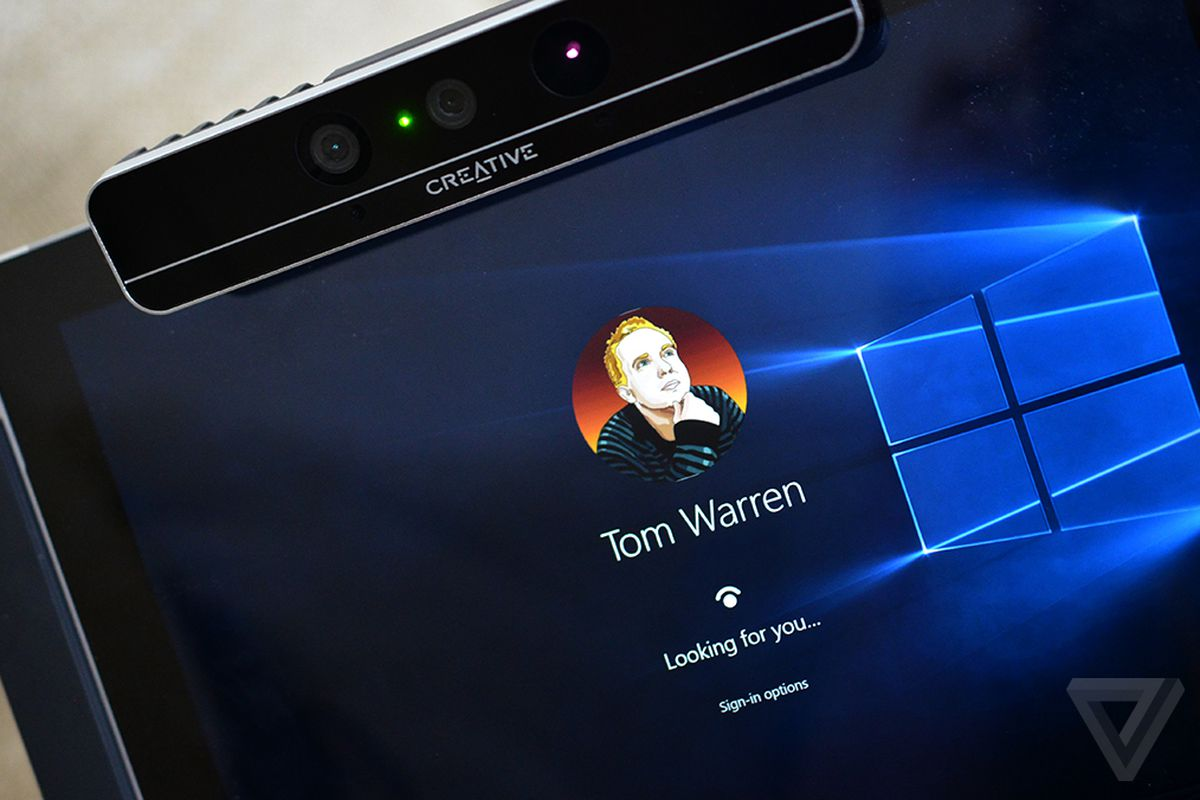 CREATIVE
Tom Warren
Looking for you...
Sign-in options